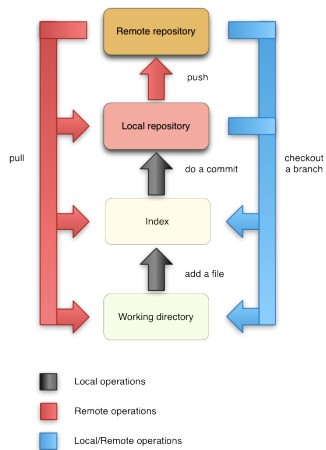 Remote repository
push
Local repository
pull
do a commit
checkout
a branch
Index
add a file
Working directory
Local operations
Remote operations
Local/Remote operations